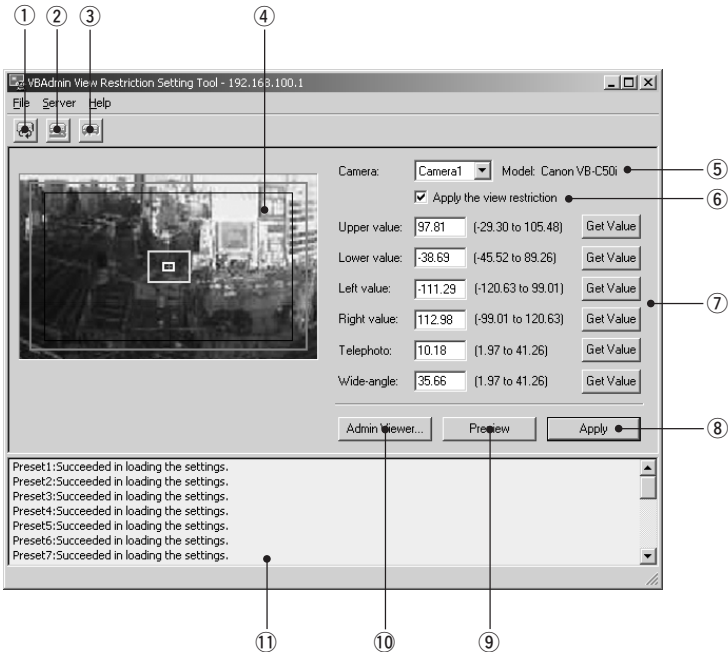 ① ② ③ ④
VBAdmin View Restriction Setting Tool - 192.168.100.1
File Server Help
Camera: Camera1 Model: Canon VB-C50i ⑤
Apply the view restriction ⑥
Upper value: 97.81 (-29.30 to 105.48) Get Value
Lower value: -38.69 (-45.52 to 89.26) Get Value
Left value: -111.29 (-120.63 to 99.01) Get Value
Right value: 112.98 (-99.01 to 120.63) Get Value
⑦
Telephoto: 10.18 (1.97 to 41.26) Get Value
Wide-angle: 35.66 (1.97 to 41.26) Get Value
Admin Viewer... Preview Apply ⑧
Preset1:Succeeded in loading the settings.
Preset2:Succeeded in loading the settings.
Preset3:Succeeded in loading the settings.
Preset4:Succeeded in loading the settings.
Preset5:Succeeded in loading the settings.
Preset6:Succeeded in loading the settings.
Preset7:Succeeded in loading the settings.
⑪ ⑩ ⑨